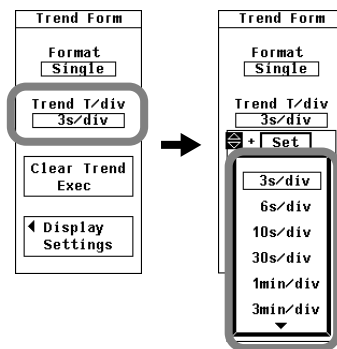 Trend Form
Format
Single
Trend T/div
3s/div
Clear Trend
Exec
Display
Settings
Trend Form
Format
Single
Trend T/div
3s/div
+ Set
3s/div
6s/div
10s/div
30s/div
1min/div
3min/div